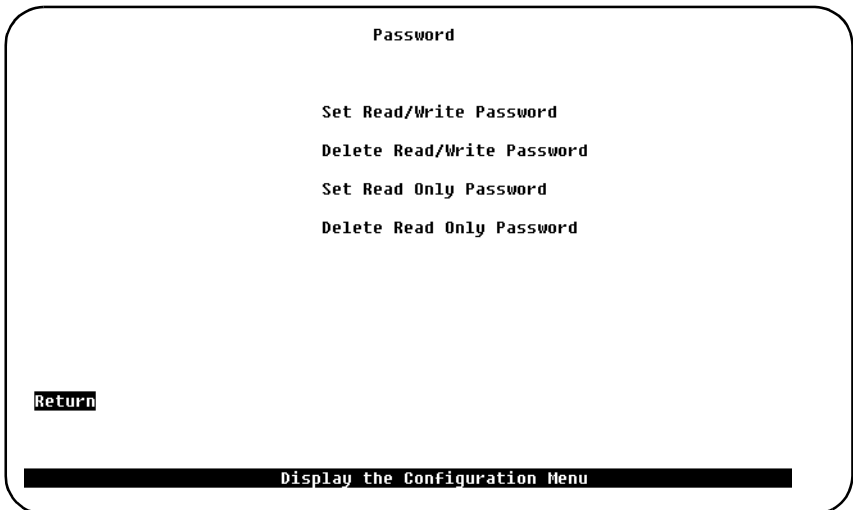 Password
Set Read/Write Password
Delete Read/Write Password
Set Read Only Password
Delete Read Only Password
Return
Display the Configuration Menu